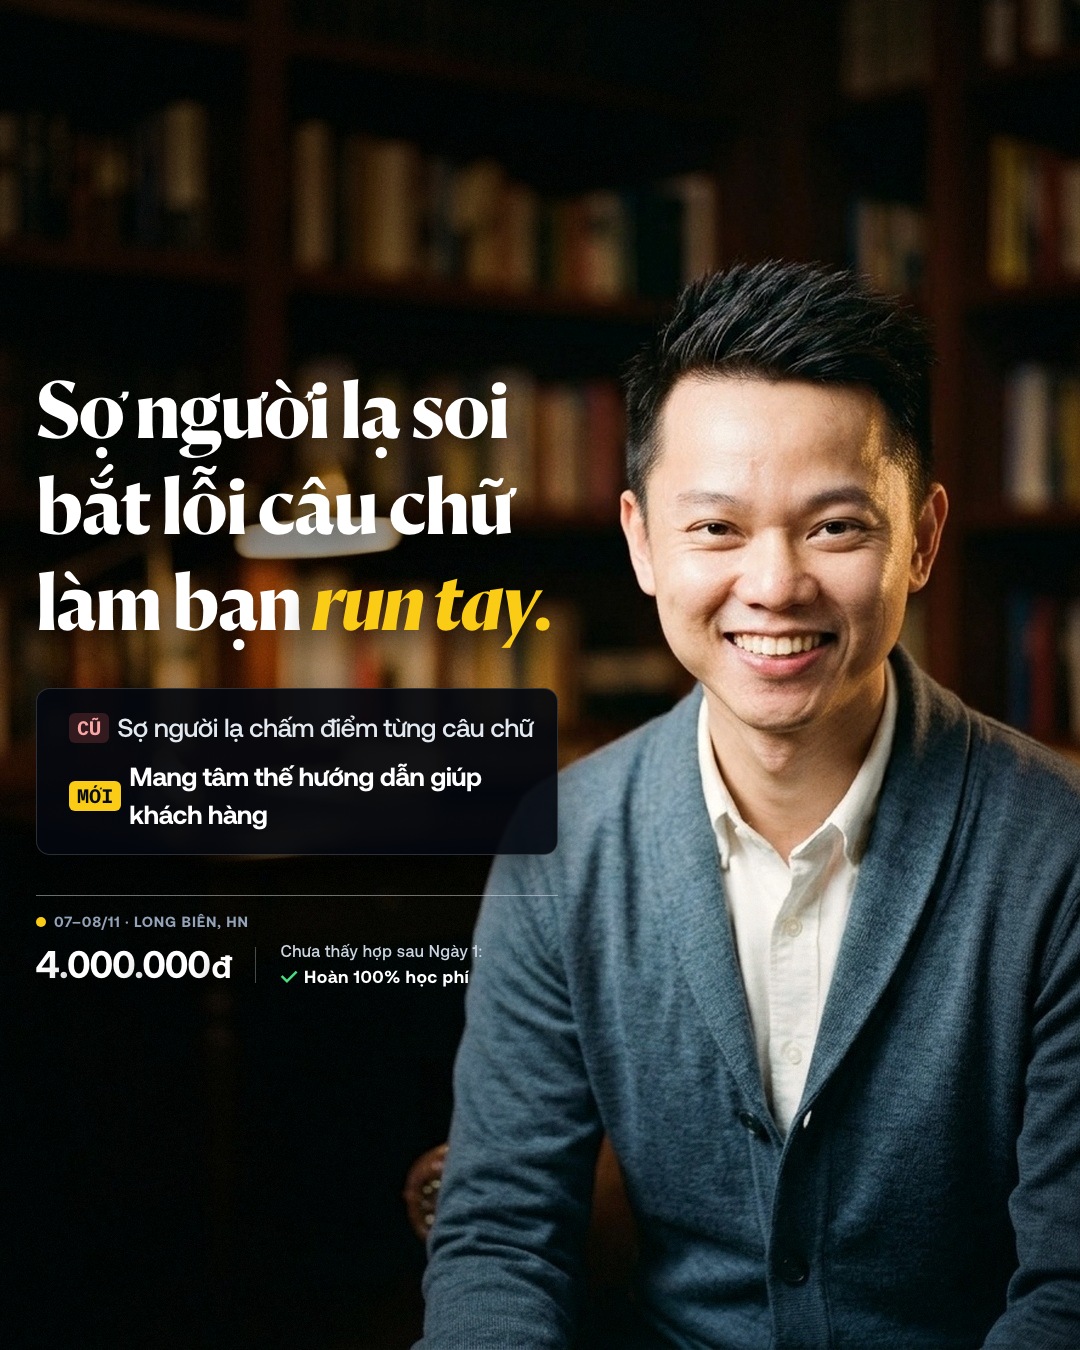 Sợ người lạ soi
bắt lỗi câu chữ
làm bạn run tay.
CŨ Sợ người lạ chấm điểm từng câu chữ
MỚI Mang tâm thế hướng dẫn giúp
khách hàng
07–08/11 · LONG BIÊN, HN
4.000.000đ
Chưa thấy hợp sau Ngày 1:
✓ Hoàn 100% học phí